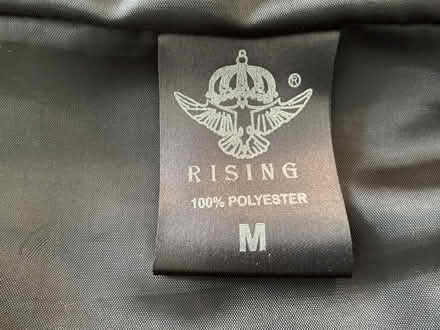 ®
RISING
100% POLYESTER
M